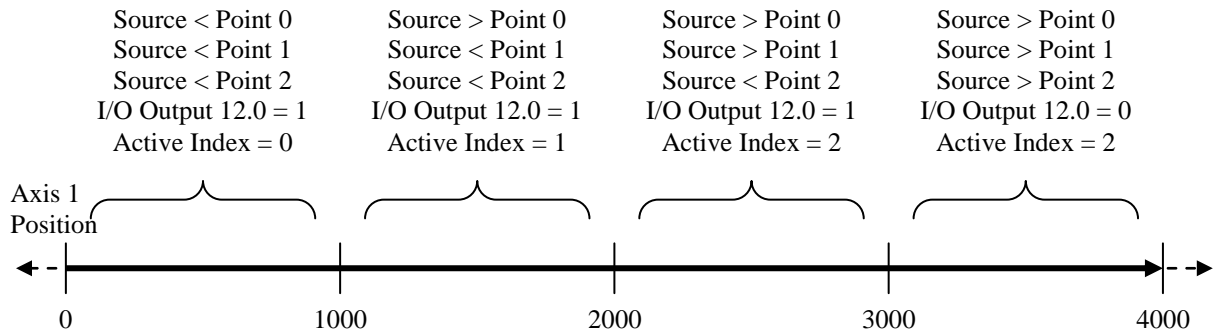 Source < Point 0
Source < Point 1
Source < Point 2
I/O Output 12.0 = 1
Active Index = 0
Source > Point 0
Source < Point 1
Source < Point 2
I/O Output 12.0 = 1
Active Index = 1
Source > Point 0
Source > Point 1
Source < Point 2
I/O Output 12.0 = 1
Active Index = 2
Source > Point 0
Source > Point 1
Source > Point 2
I/O Output 12.0 = 0
Active Index = 2
Axis 1
Position
0
1000
2000
3000
4000